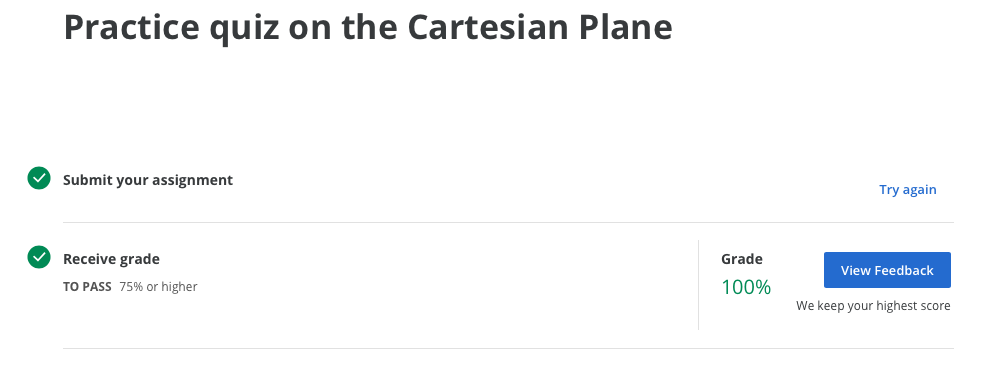 Practice quiz on the Cartesian Plane
Submit your assignment
Try again
Receive grade
TO PASS 75% or higher
Grade
100%
View Feedback
We keep your highest score